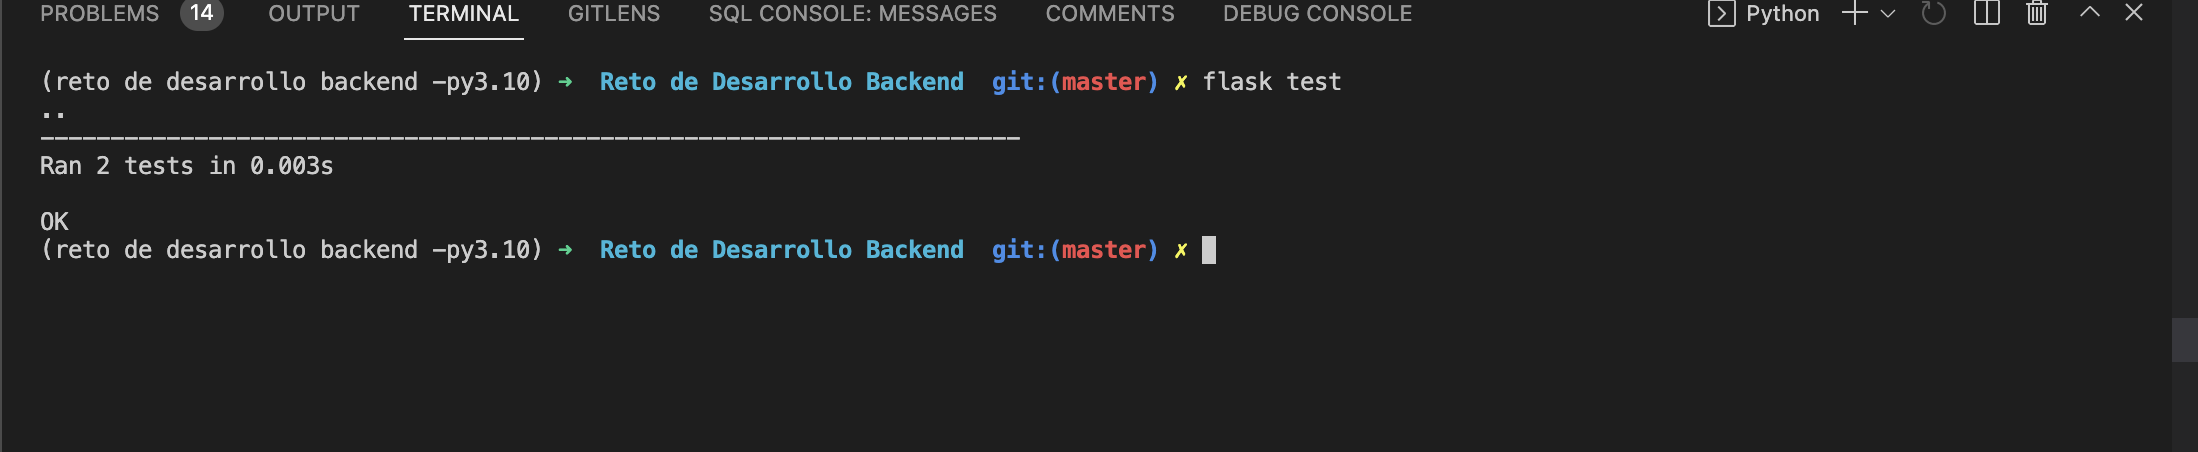 PROBLEMS 14 OUTPUT TERMINAL GITLENS SQL CONSOLE: MESSAGES COMMENTS DEBUG CONSOLE Python
(reto de desarrollo backend -py3.10) ➜ Reto de Desarrollo Backend git:(master) ✗ flask test
..
----------------------------------------------------------------------
Ran 2 tests in 0.003s
OK
(reto de desarrollo backend -py3.10) ➜ Reto de Desarrollo Backend git:(master) ✗